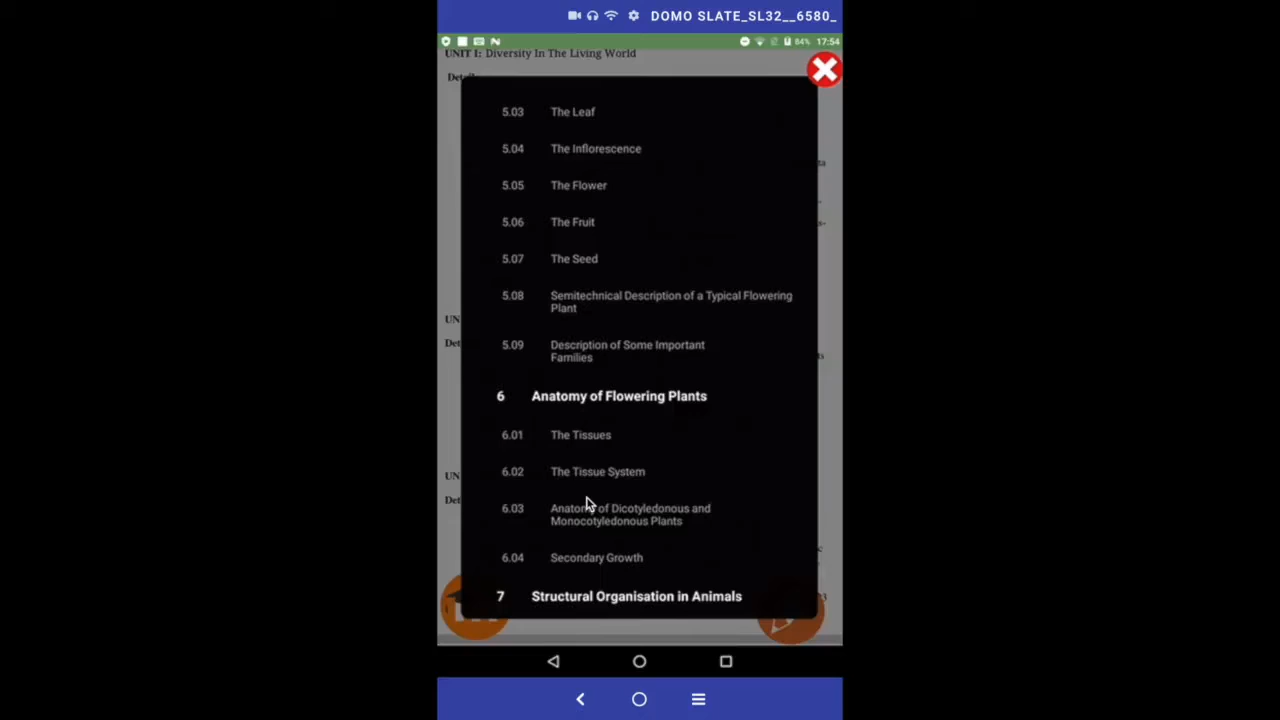 DOMO SLATE_SL32__6580_
84% 17:54
UNIT I: Diversity In The Living World
5.03 The Leaf
5.04 The Inflorescence
5.05 The Flower
5.06 The Fruit
5.07 The Seed
5.08 Semitechnical Description of a Typical Flowering
Plant
5.09 Description of Some Important
Families
6 Anatomy of Flowering Plants
6.01 The Tissues
6.02 The Tissue System
6.03 Anatomy of Dicotyledonous and
Monocotyledonous Plants
6.04 Secondary Growth
7 Structural Organisation in Animals